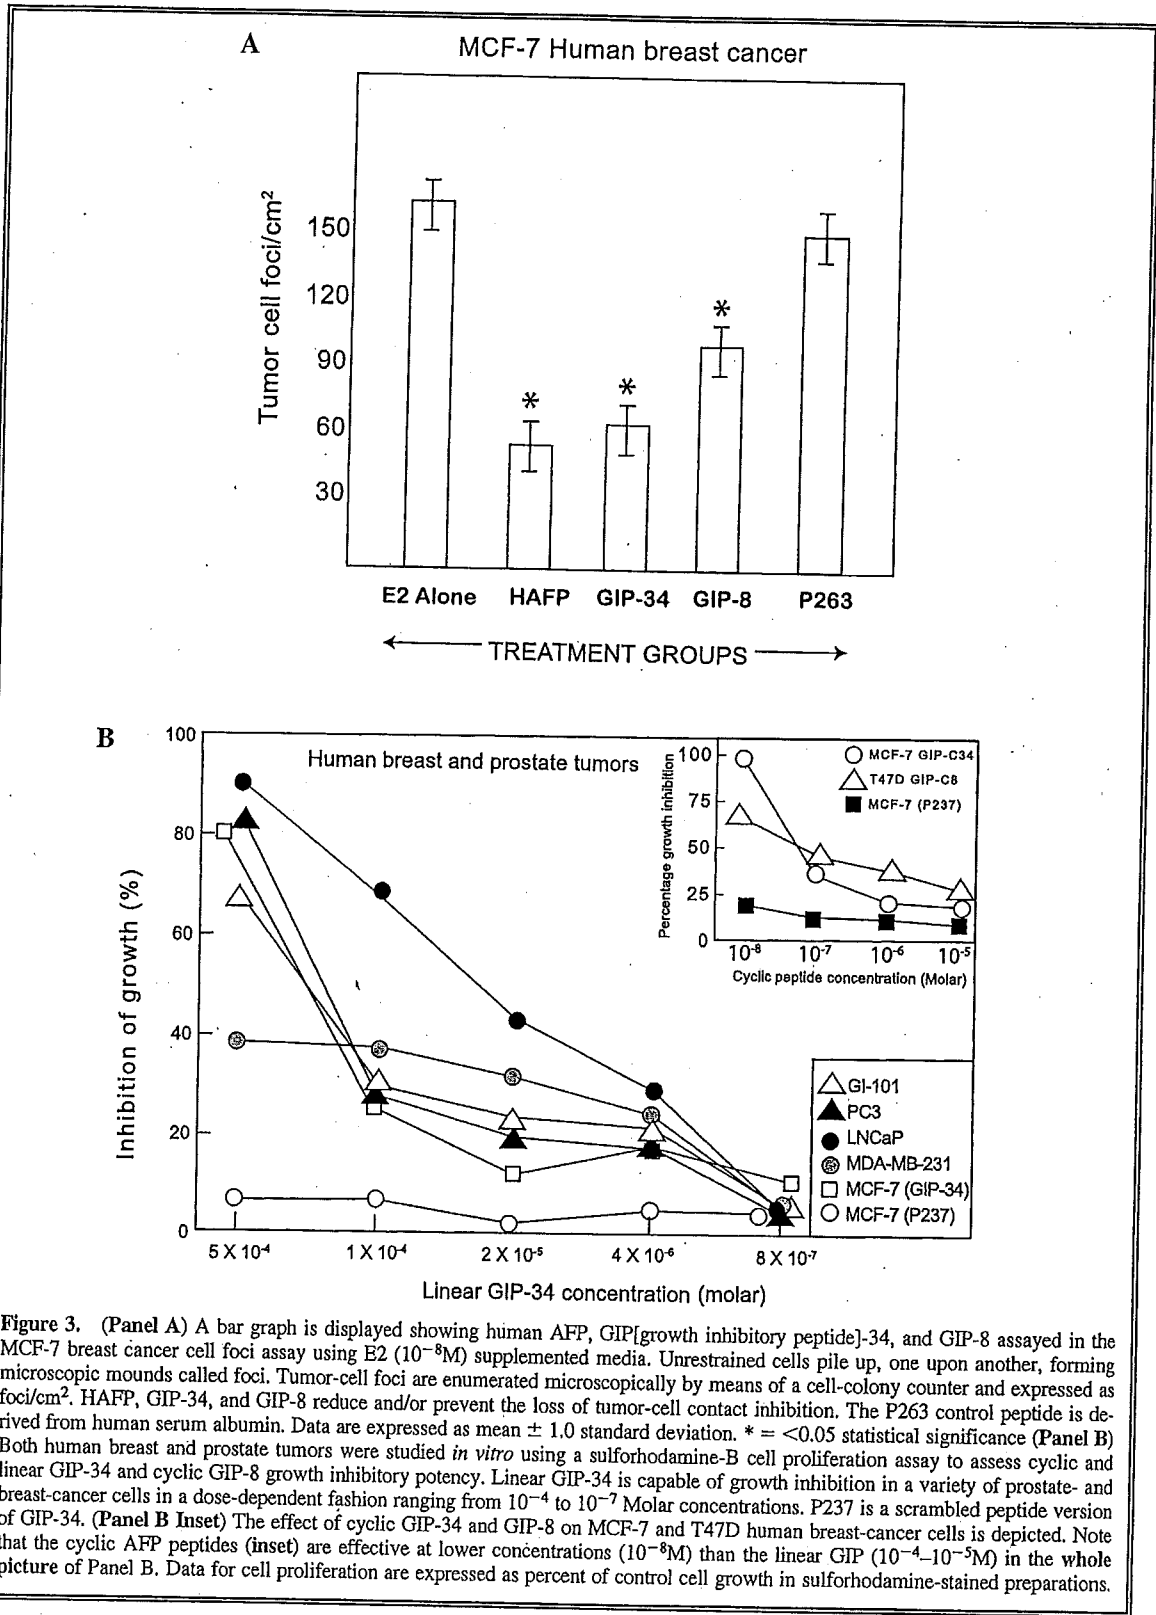 A
MCF-7 Human breast cancer
Tumor cell foci/cm²
150
120
90
60
30
*
*
*
E2 Alone HAFP GIP-34 GIP-8 P263
← TREATMENT GROUPS →
B
Human breast and prostate tumors
Inhibition of growth (%)
100
80
60
40
20
0
5 X 10⁻⁴ 1 X 10⁻⁴ 2 X 10⁻⁵ 4 X 10⁻⁶ 8 X 10⁻⁷
Linear GIP-34 concentration (molar)
Percentage growth inhibition
100
75
50
25
0
MCF-7 GIP-C34
T47D GIP-C8
MCF-7 (P237)
10⁻⁸ 10⁻⁷ 10⁻⁶ 10⁻⁵
Cyclic peptide concentration (Molar)
GI-101
PC3
LNCaP
MDA-MB-231
MCF-7 (GIP-34)
MCF-7 (P237)
Figure 3. (Panel A) A bar graph is displayed showing human AFP, GIP[growth inhibitory peptide]-34, and GIP-8 assayed in the
MCF-7 breast cancer cell foci assay using E2 (10⁻⁸M) supplemented media. Unrestrained cells pile up, one upon another, forming
microscopic mounds called foci. Tumor-cell foci are enumerated microscopically by means of a cell-colony counter and expressed as
foci/cm². HAFP, GIP-34, and GIP-8 reduce and/or prevent the loss of tumor-cell contact inhibition. The P263 control peptide is de-
rived from human serum albumin. Data are expressed as mean ± 1.0 standard deviation. * = <0.05 statistical significance (Panel B)
Both human breast and prostate tumors were studied in vitro using a sulforhodamine-B cell proliferation assay to assess cyclic and
linear GIP-34 and cyclic GIP-8 growth inhibitory potency. Linear GIP-34 is capable of growth inhibition in a variety of prostate- and
breast-cancer cells in a dose-dependent fashion ranging from 10⁻⁴ to 10⁻⁷ Molar concentrations. P237 is a scrambled peptide version
of GIP-34. (Panel B Inset) The effect of cyclic GIP-34 and GIP-8 on MCF-7 and T47D human breast-cancer cells is depicted. Note
that the cyclic AFP peptides (inset) are effective at lower concentrations (10⁻⁸M) than the linear GIP (10⁻⁴–10⁻⁵M) in the whole
picture of Panel B. Data for cell proliferation are expressed as percent of control cell growth in sulforhodamine-stained preparations.